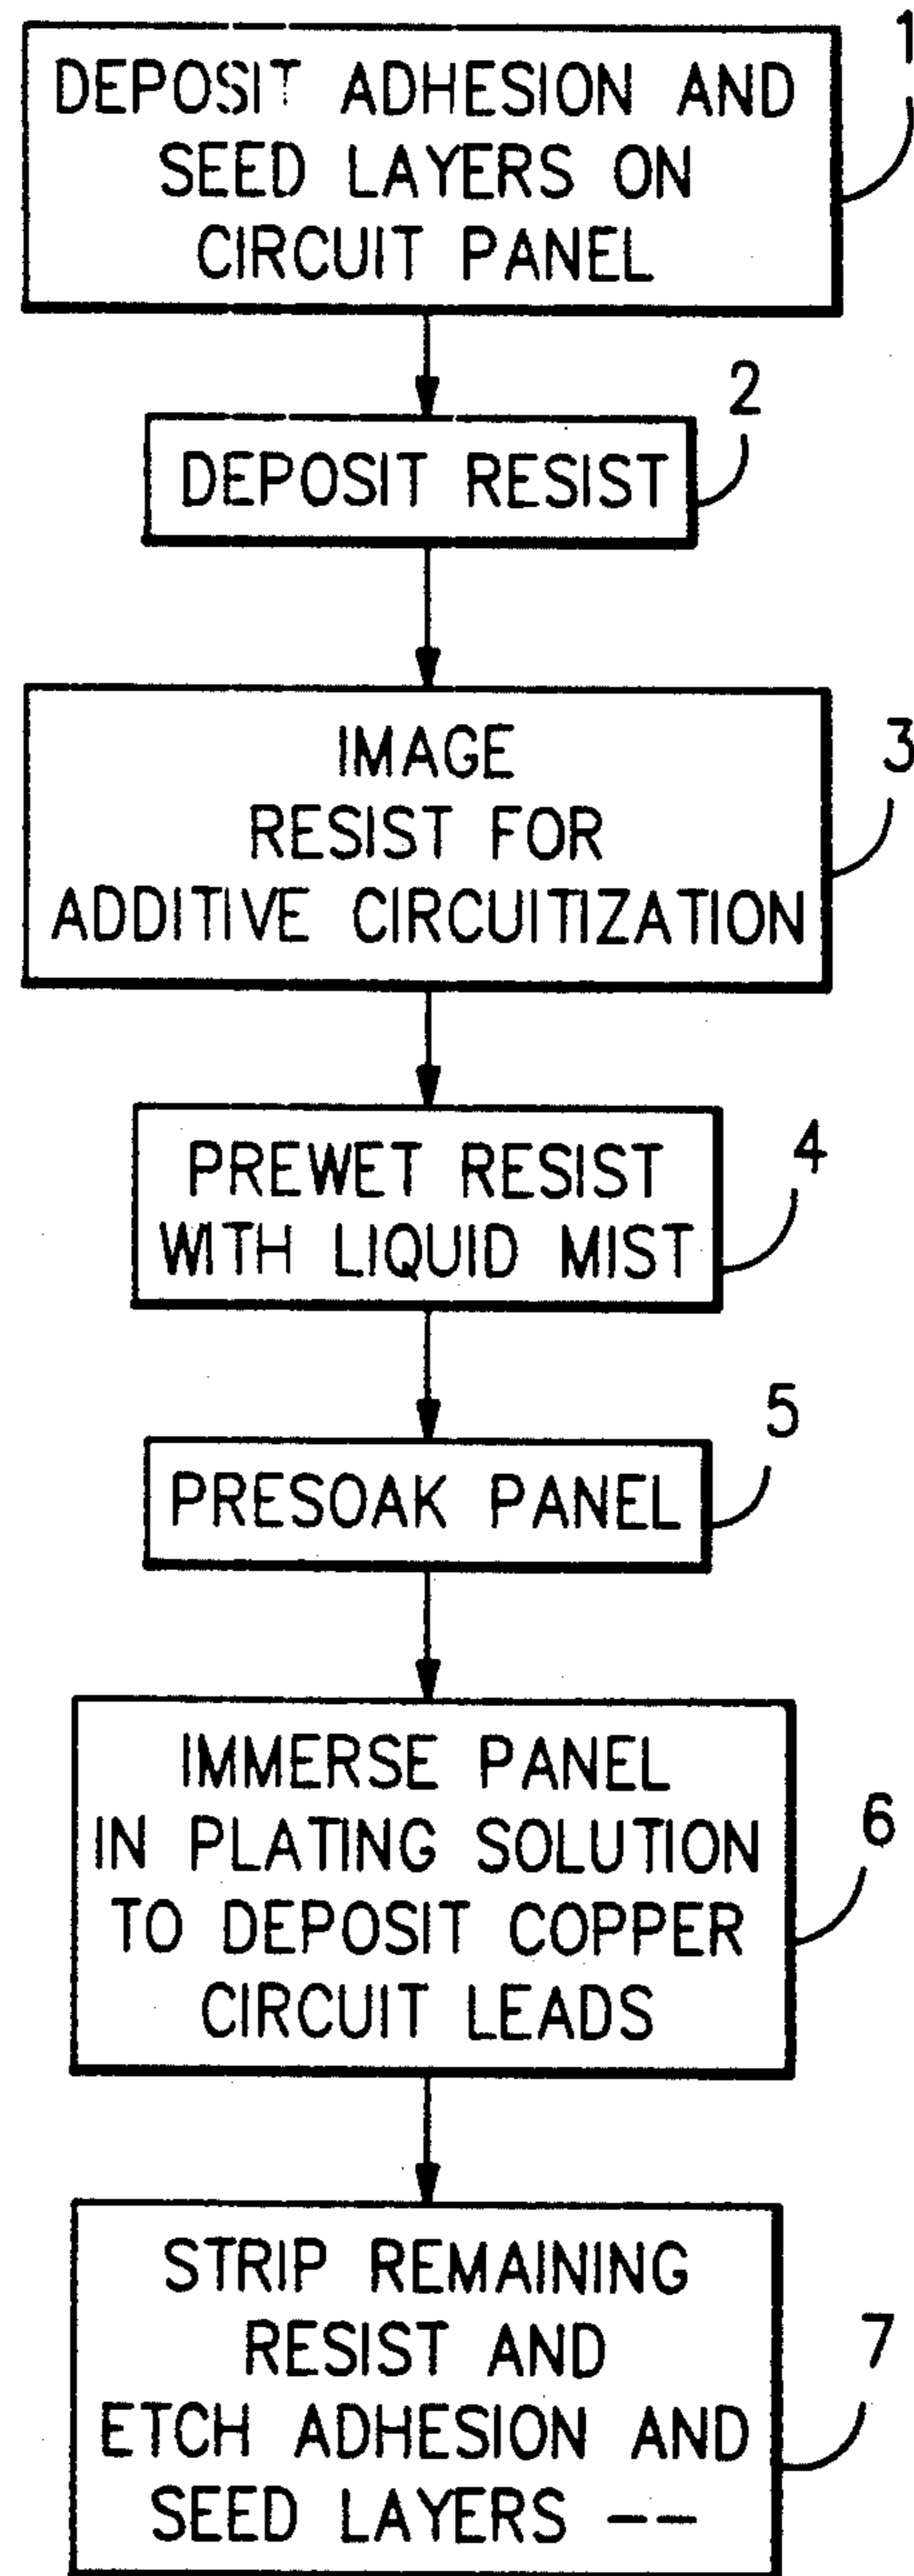 1
DEPOSIT ADHESION AND
SEED LAYERS ON
CIRCUIT PANEL
2
DEPOSIT RESIST
3
IMAGE
RESIST FOR
ADDITIVE CIRCUITIZATION
4
PREWET RESIST
WITH LIQUID MIST
5
PRESOAK PANEL
6
IMMERSE PANEL
IN PLATING SOLUTION
TO DEPOSIT COPPER
CIRCUIT LEADS
7
STRIP REMAINING
RESIST AND
ETCH ADHESION AND
SEED LAYERS --